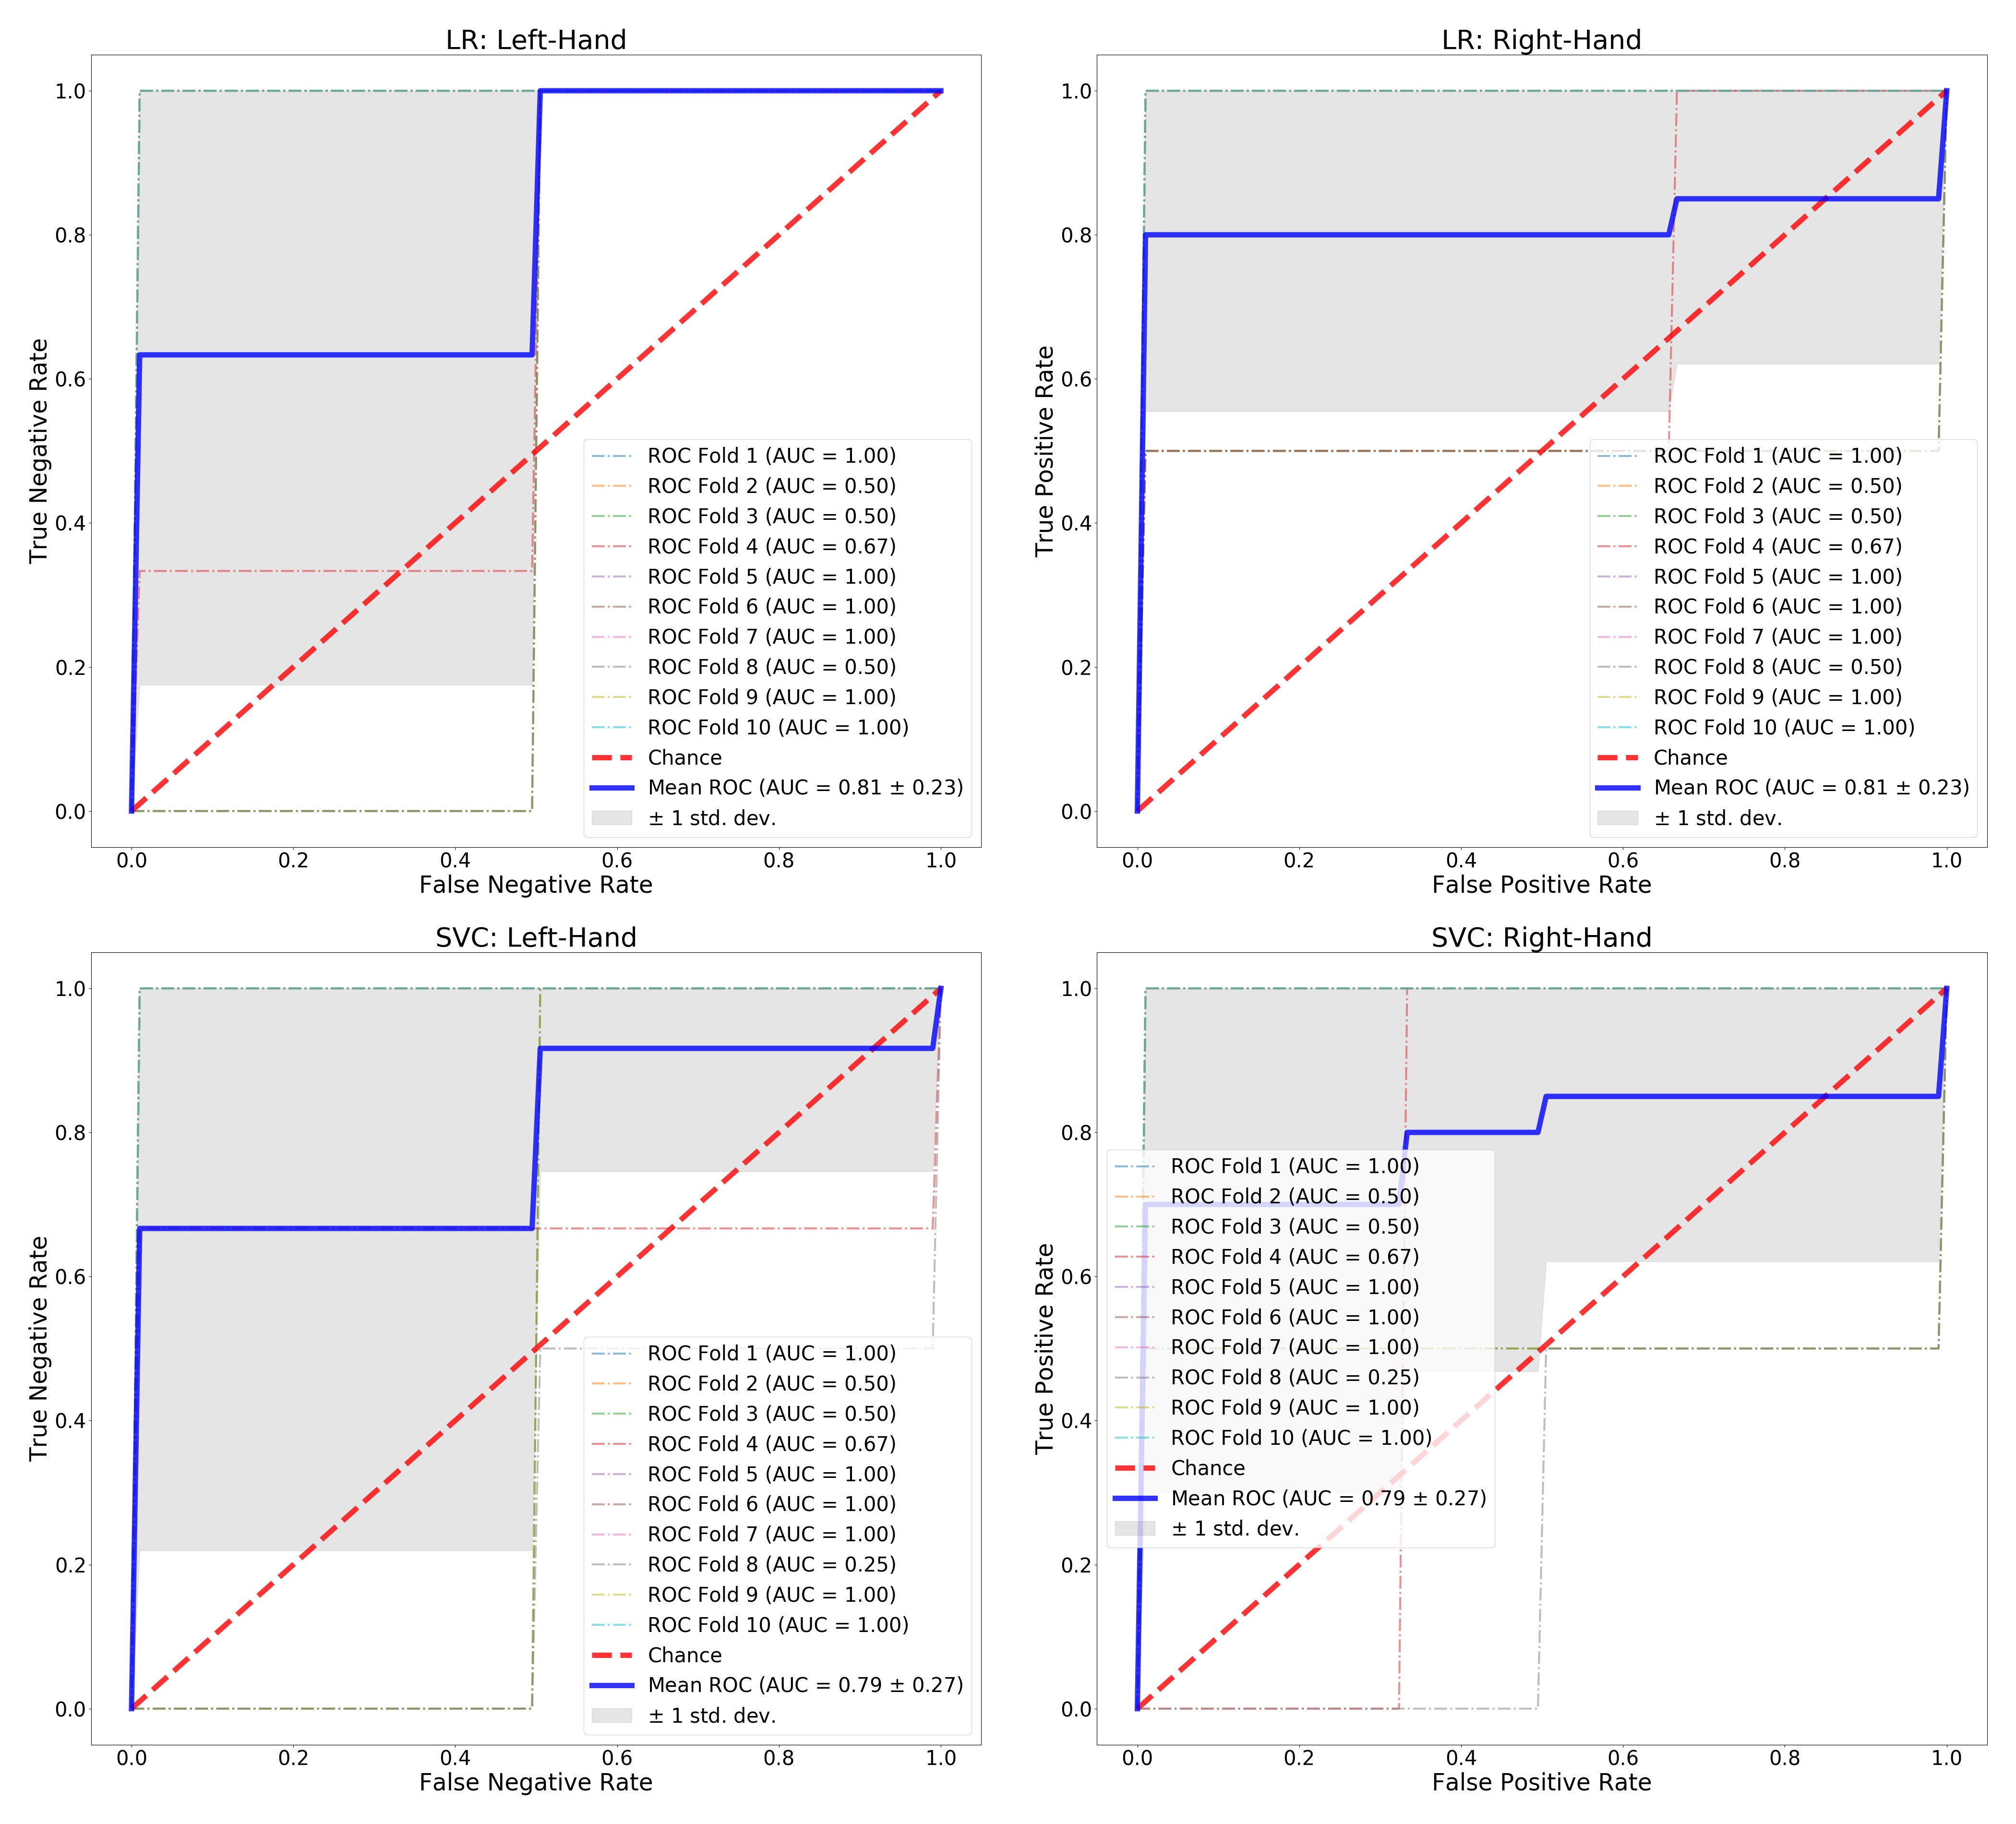 LR: Left-Hand
True Negative Rate
1.0
0.8
0.6
0.4
0.2
0.0
ROC Fold 1 (AUC = 1.00)
ROC Fold 2 (AUC = 0.50)
ROC Fold 3 (AUC = 0.50)
ROC Fold 4 (AUC = 0.67)
ROC Fold 5 (AUC = 1.00)
ROC Fold 6 (AUC = 1.00)
ROC Fold 7 (AUC = 1.00)
ROC Fold 8 (AUC = 0.50)
ROC Fold 9 (AUC = 1.00)
ROC Fold 10 (AUC = 1.00)
Chance
Mean ROC (AUC = 0.81 ± 0.23)
± 1 std. dev.
0.0 0.2 0.4 0.6 0.8 1.0
False Negative Rate
LR: Right-Hand
True Positive Rate
1.0
0.8
0.6
0.4
0.2
0.0
ROC Fold 1 (AUC = 1.00)
ROC Fold 2 (AUC = 0.50)
ROC Fold 3 (AUC = 0.50)
ROC Fold 4 (AUC = 0.67)
ROC Fold 5 (AUC = 1.00)
ROC Fold 6 (AUC = 1.00)
ROC Fold 7 (AUC = 1.00)
ROC Fold 8 (AUC = 0.50)
ROC Fold 9 (AUC = 1.00)
ROC Fold 10 (AUC = 1.00)
Chance
Mean ROC (AUC = 0.81 ± 0.23)
± 1 std. dev.
0.0 0.2 0.4 0.6 0.8 1.0
False Positive Rate
SVC: Left-Hand
True Negative Rate
1.0
0.8
0.6
0.4
0.2
0.0
ROC Fold 1 (AUC = 1.00)
ROC Fold 2 (AUC = 0.50)
ROC Fold 3 (AUC = 0.50)
ROC Fold 4 (AUC = 0.67)
ROC Fold 5 (AUC = 1.00)
ROC Fold 6 (AUC = 1.00)
ROC Fold 7 (AUC = 1.00)
ROC Fold 8 (AUC = 0.25)
ROC Fold 9 (AUC = 1.00)
ROC Fold 10 (AUC = 1.00)
Chance
Mean ROC (AUC = 0.79 ± 0.27)
± 1 std. dev.
0.0 0.2 0.4 0.6 0.8 1.0
False Negative Rate
SVC: Right-Hand
True Positive Rate
1.0
0.8
0.6
0.4
0.2
0.0
ROC Fold 1 (AUC = 1.00)
ROC Fold 2 (AUC = 0.50)
ROC Fold 3 (AUC = 0.50)
ROC Fold 4 (AUC = 0.67)
ROC Fold 5 (AUC = 1.00)
ROC Fold 6 (AUC = 1.00)
ROC Fold 7 (AUC = 1.00)
ROC Fold 8 (AUC = 0.25)
ROC Fold 9 (AUC = 1.00)
ROC Fold 10 (AUC = 1.00)
Chance
Mean ROC (AUC = 0.79 ± 0.27)
± 1 std. dev.
0.0 0.2 0.4 0.6 0.8 1.0
False Positive Rate